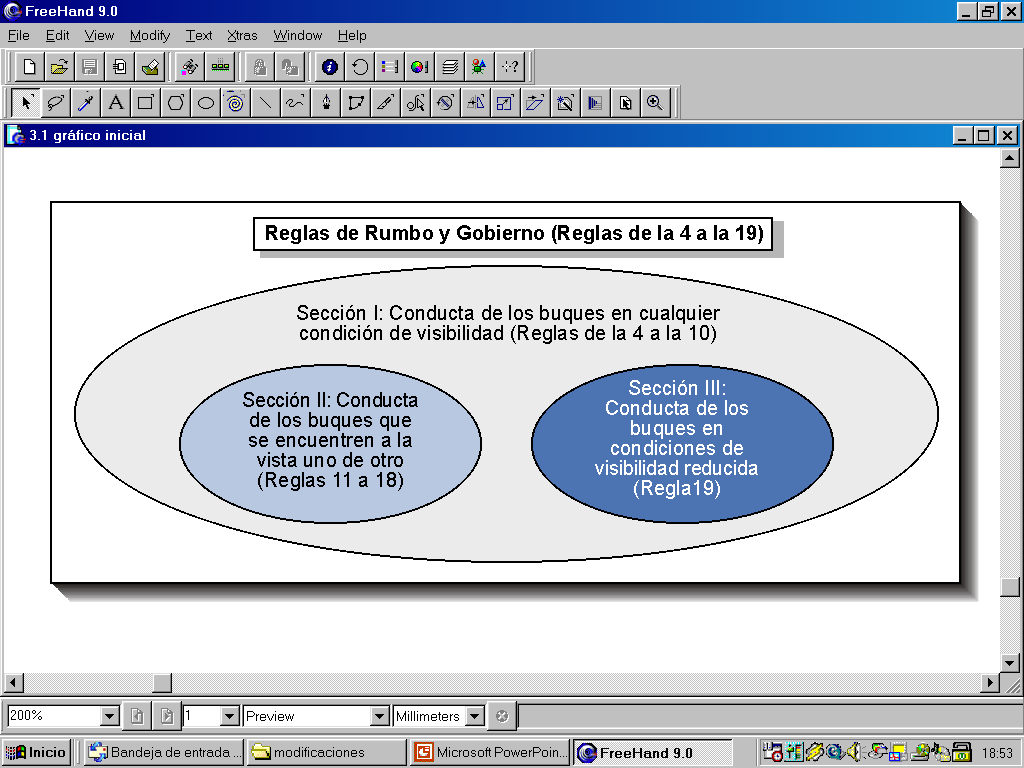 FreeHand 9.0
File Edit View Modify Text Xtras Window Help
3.1 gráfico inicial
Reglas de Rumbo y Gobierno (Reglas de la 4 a la 19)
Sección I: Conducta de los buques en cualquier
condición de visibilidad (Reglas de la 4 a la 10)
Sección II: Conducta
de los buques que
se encuentren a la
vista uno de otro
(Reglas 11 a 18)
Sección III:
Conducta de los
buques en
condiciones de
visibilidad reducida
(Regla19)
200% 1 Preview Millimeters
Inicio Bandeja de entrada ... modificaciones Microsoft PowerPoin... FreeHand 9.0 18:53